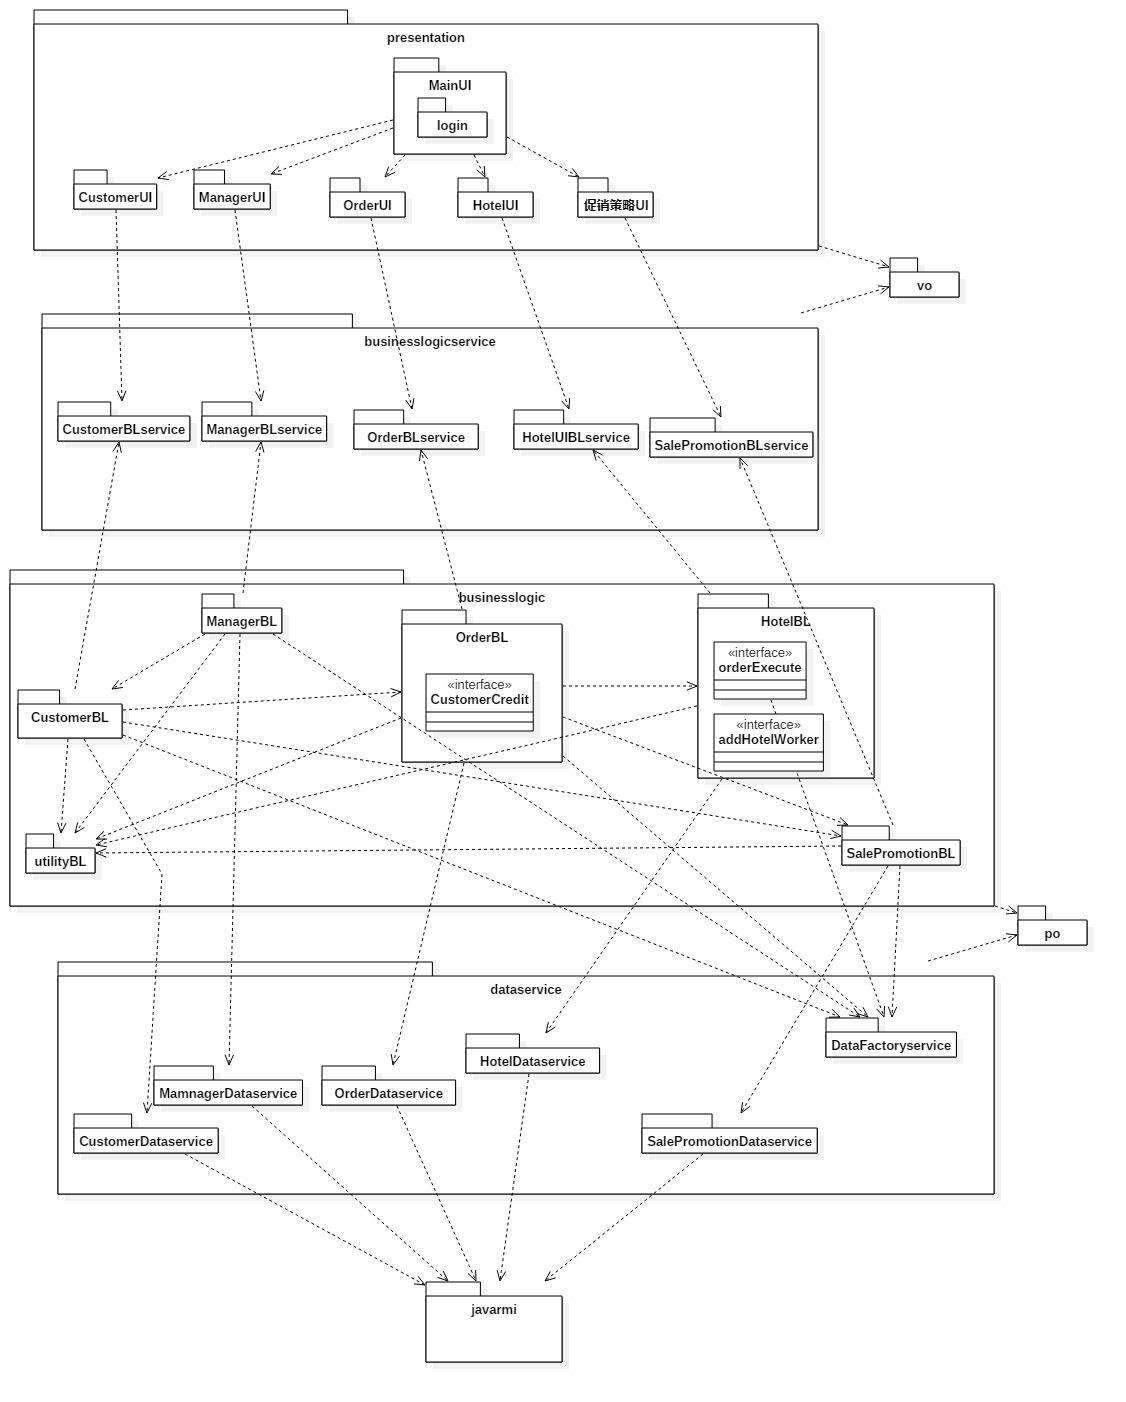 presentation
MainUI
login
CustomerUI
ManagerUI
OrderUI
HotelUI
促销策略UI
vo
businesslogicservice
CustomerBLservice
ManagerBLservice
OrderBLservice
HotelUIBLservice
SalePromotionBLservice
businesslogic
ManagerBL
OrderBL
HotelBL
«interface»
orderExecute
«interface»
CustomerCredit
CustomerBL
«interface»
addHotelWorker
utilityBL
SalePromotionBL
po
dataservice
DataFactoryservice
HotelDataservice
MamnagerDataservice
OrderDataservice
CustomerDataservice
SalePromotionDataservice
javarmi